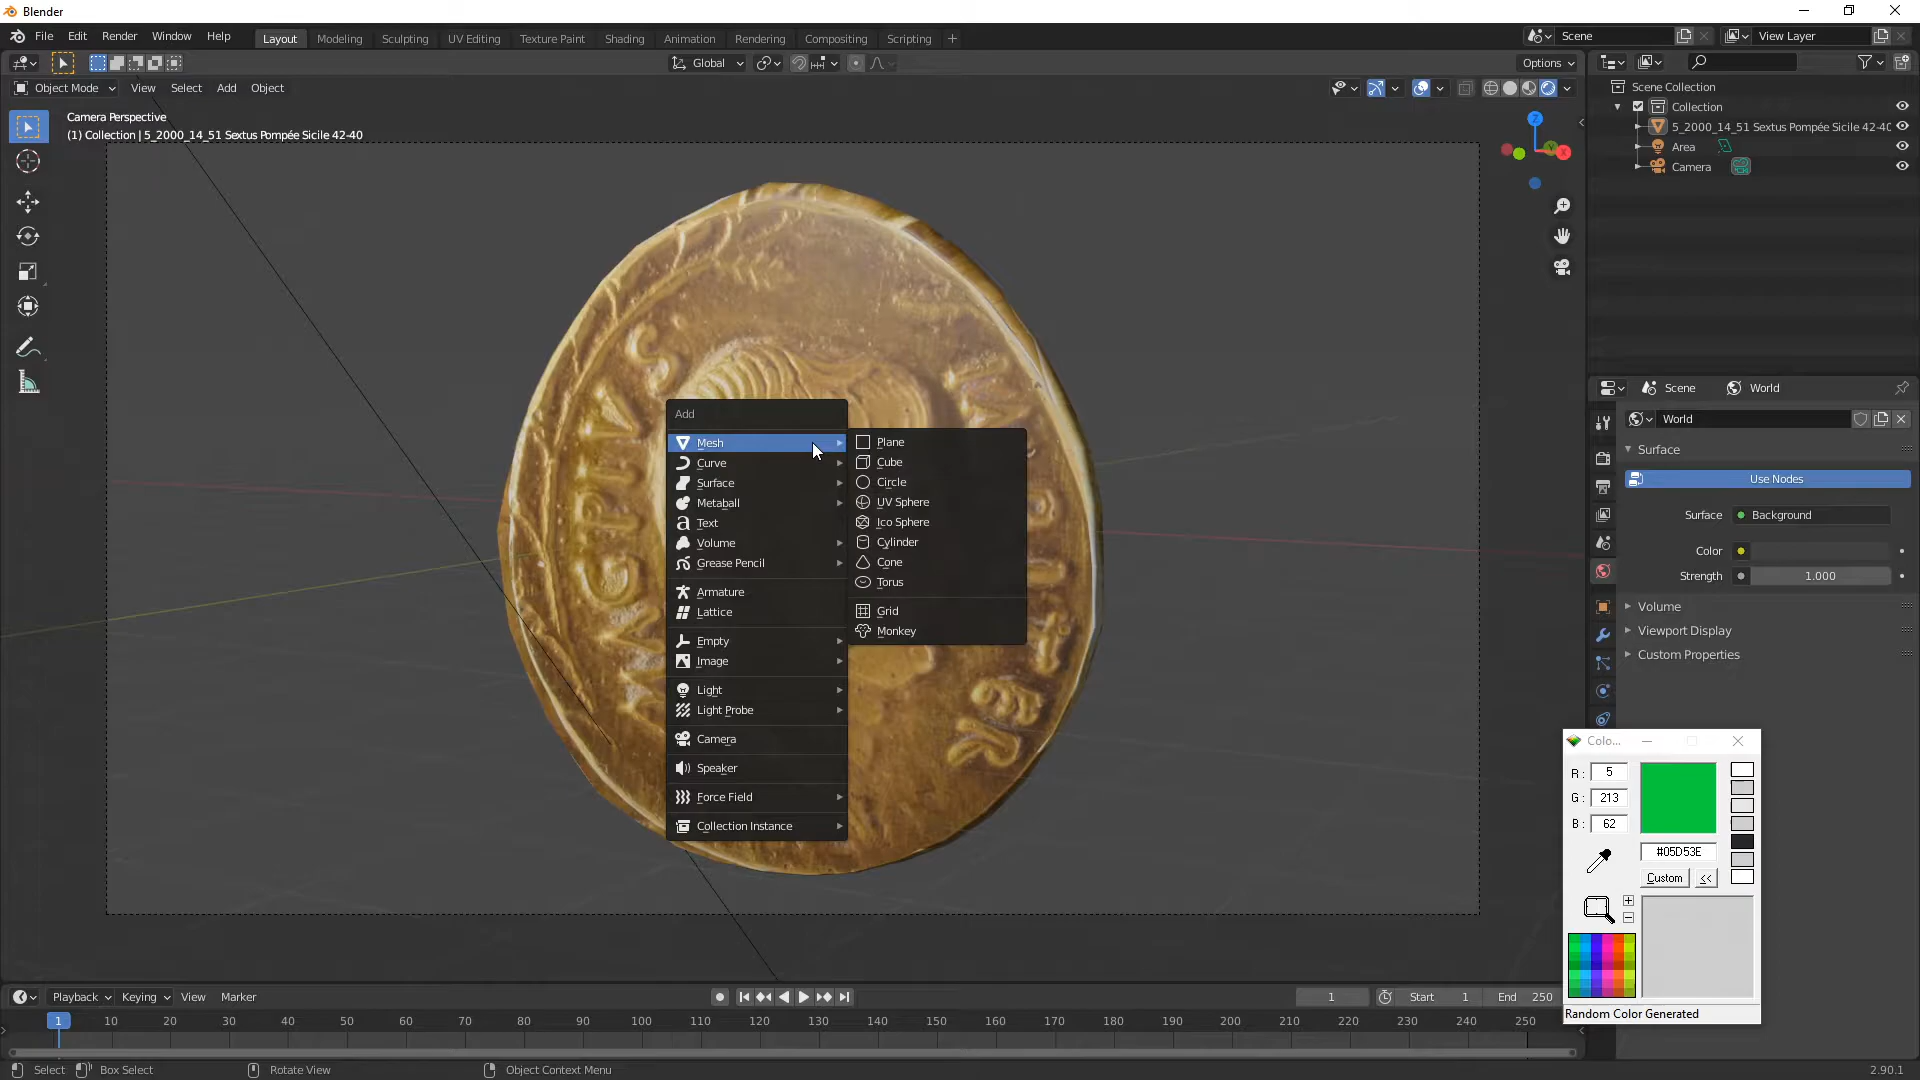 Blender
File Edit Render Window Help
Layout Modeling Sculpting UV Editing Texture Paint Shading Animation Rendering Compositing Scripting +
Scene
View Layer
Global
Options
Object Mode View Select Add Object
Camera Perspective
(1) Collection | 5_2000_14_51 Sextus Pompée Sicile 42-40
Z
Y
X
Scene Collection
Collection
5_2000_14_51 Sextus Pompée Sicile 42-40
Area
Camera
Scene
World
World
Surface
Use Nodes
Surface
Background
Color
Strength
1.000
Volume
Viewport Display
Custom Properties
Add
Mesh
Curve
Surface
Metaball
Text
Volume
Grease Pencil
Armature
Lattice
Empty
Image
Light
Light Probe
Camera
Speaker
Force Field
Collection Instance
Plane
Cube
Circle
UV Sphere
Ico Sphere
Cylinder
Cone
Torus
Grid
Monkey
Colo...
R: 5
G: 213
B: 62
#05D53E
Custom
<<
Random Color Generated
Playback Keying View Marker
1
Start 1
End 250
1 10 20 30 40 50 60 70 80 90 100 110 120 130 140 150 160 170 180 190 200 210 220 230 240 250
Select
Box Select
Rotate View
Object Context Menu
2.90.1